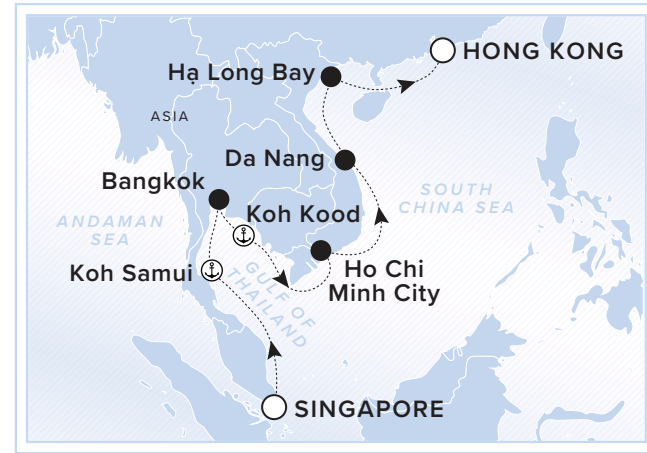 HONG KONG
Hạ Long Bay
ASIA
Da Nang
Bangkok
SOUTH
CHINA SEA
ANDAMAN
SEA
Koh Kood
Koh Samui
GULF OF
THAILAND
Ho Chi
Minh City
SINGAPORE